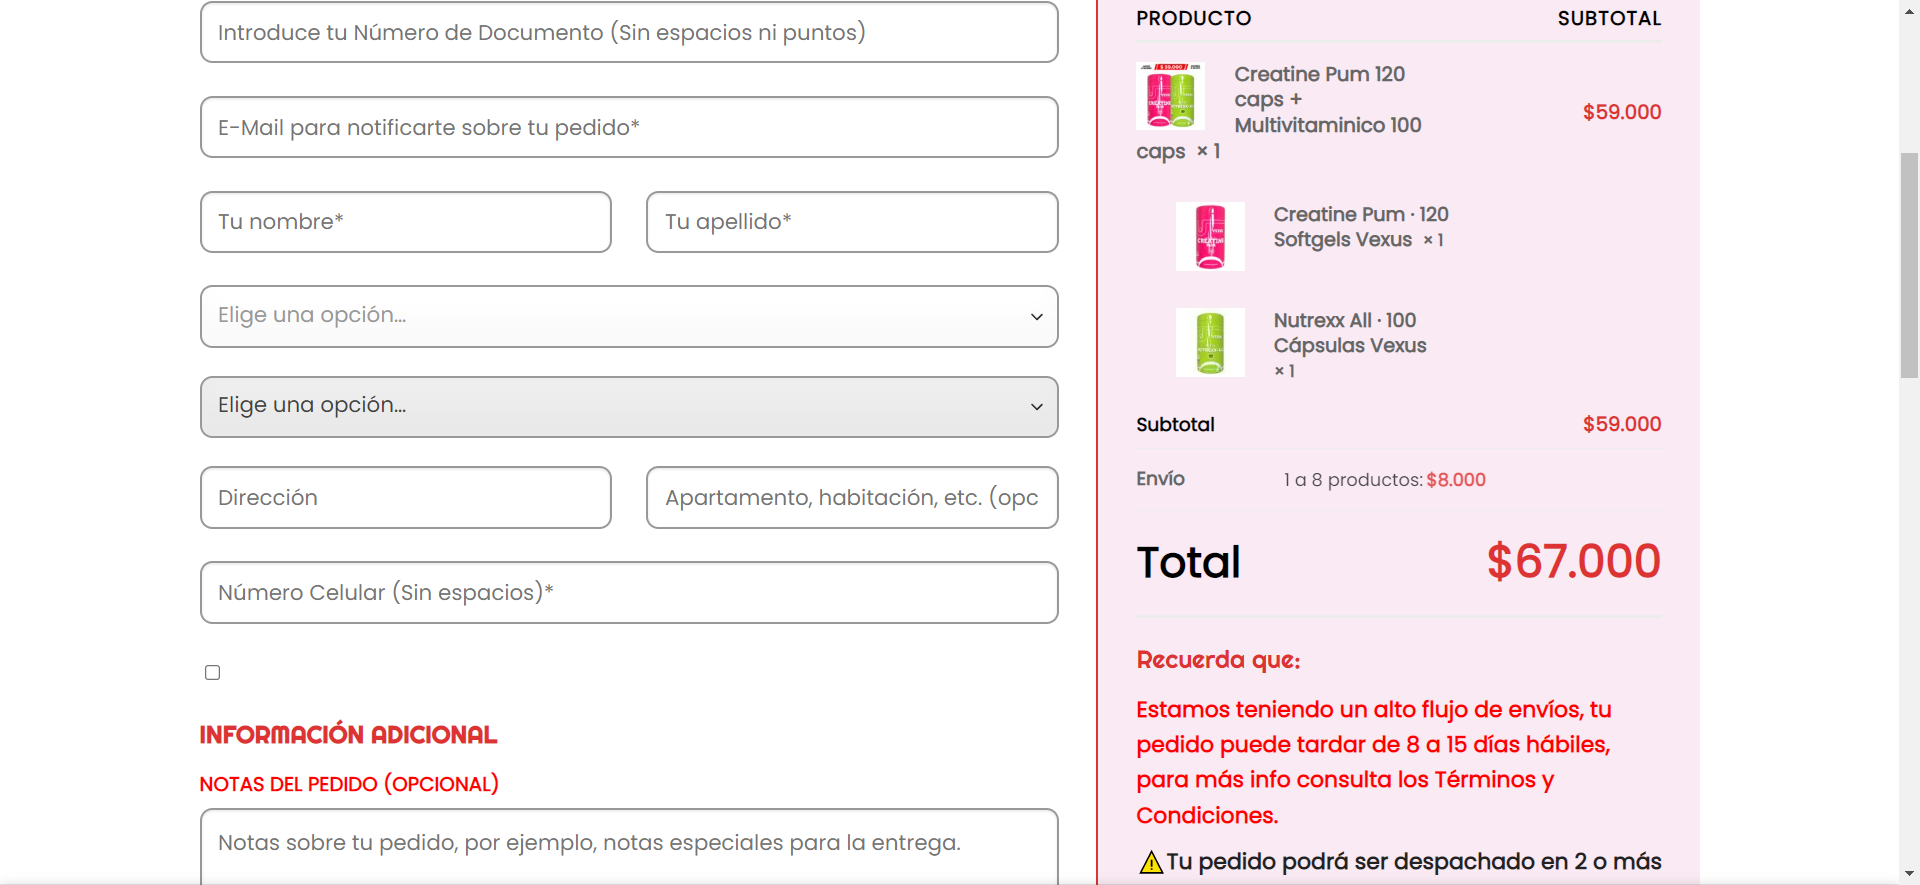 Introduce tu Número de Documento (Sin espacios ni puntos)
E-Mail para notificarte sobre tu pedido*
Tu nombre*
Tu apellido*
Elige una opción...
Elige una opción...
Dirección
Apartamento, habitación, etc. (opc
Número Celular (Sin espacios)*
INFORMACIÓN ADICIONAL
NOTAS DEL PEDIDO (OPCIONAL)
Notas sobre tu pedido, por ejemplo, notas especiales para la entrega.
PRODUCTO SUBTOTAL
Creatine Pum 120
caps +
Multivitaminico 100
caps × 1
$59.000
Creatine Pum · 120
Softgels Vexus × 1
Nutrexx All · 100
Cápsulas Vexus
× 1
Subtotal $59.000
Envío 1 a 8 productos: $8.000
Total $67.000
Recuerda que:
Estamos teniendo un alto flujo de envíos, tu
pedido puede tardar de 8 a 15 días hábiles,
para más info consulta los Términos y
Condiciones.
⚠Tu pedido podrá ser despachado en 2 o más